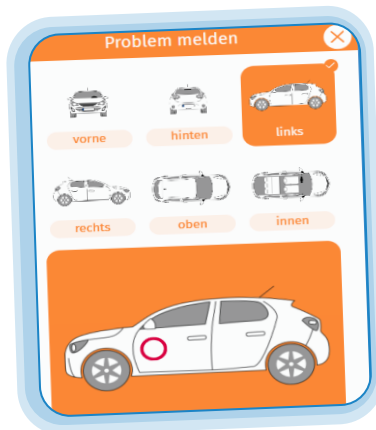 Problem melden
vorne
hinten
links
rechts
oben
innen